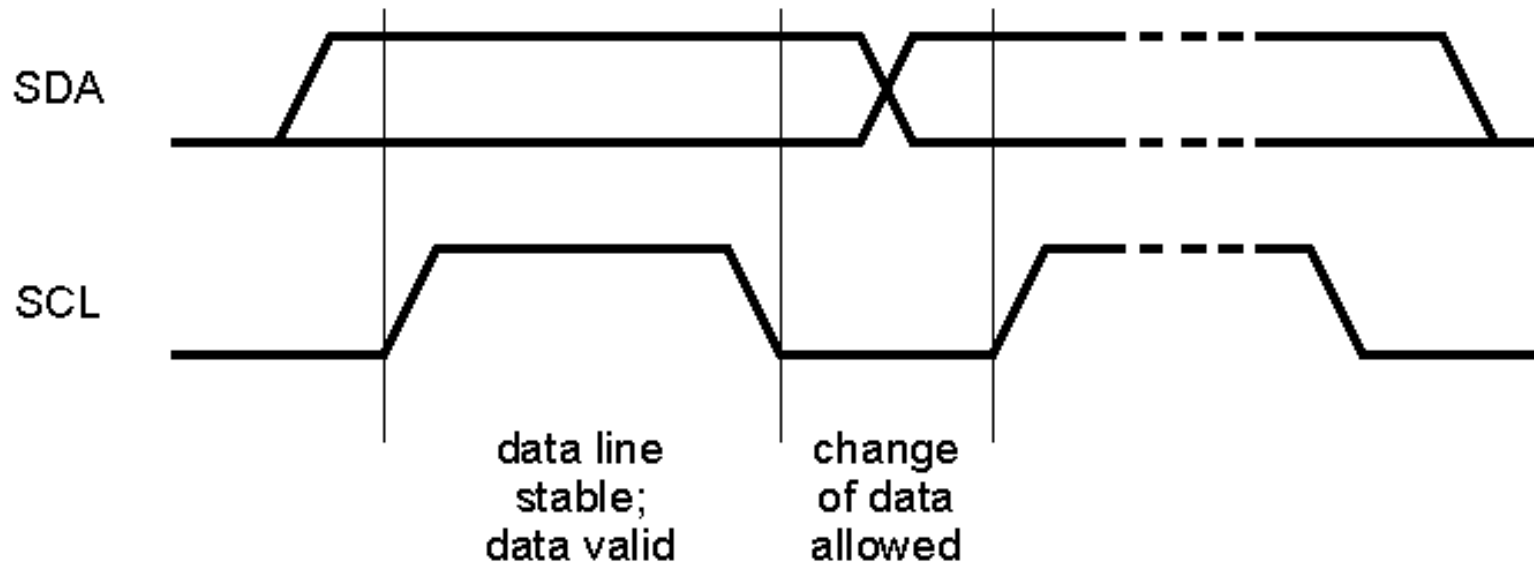 SDA
SCL
data line
stable;
data valid
change
of data
allowed